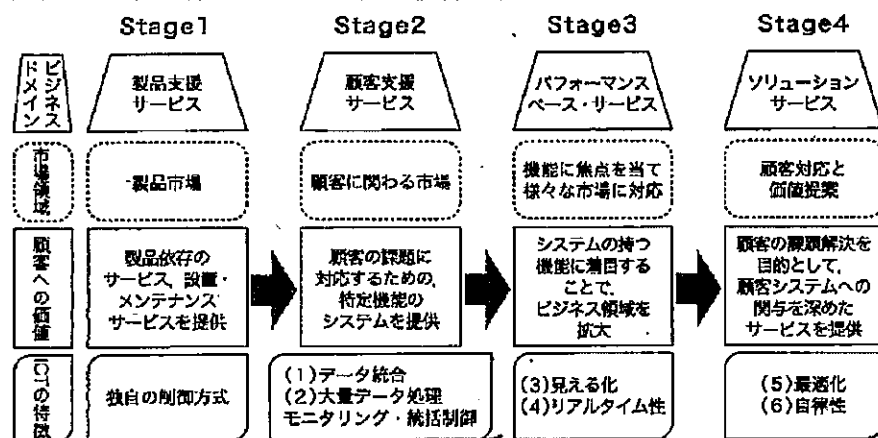 Stage1
Stage2
Stage3
Stage4
ビジネス
ドメイン
製品支援
サービス
顧客支援
サービス
パフォーマンス
ベース・サービス
ソリューション
サービス
市場領域
製品市場
顧客に関わる市場
機能に焦点を当て
様々な市場に対応
顧客対応と
価値提案
顧客への価値
製品依存の
サービス、設置・
メンテナンス
サービスを提供
顧客の課題に
対応するための、
特定機能の
システムを提供
システムの持つ
機能に着目する
ことで、
ビジネス領域を
拡大
顧客の課題解決を
目的として、
顧客システムへの
関与を深めた
サービスを提供
ICTの特徴
独自の制御方式
(1)データ統合
(2)大量データ処理
モニタリング・統括制御
(3)見える化
(4)リアルタイム性
(5)最適化
(6)自律性